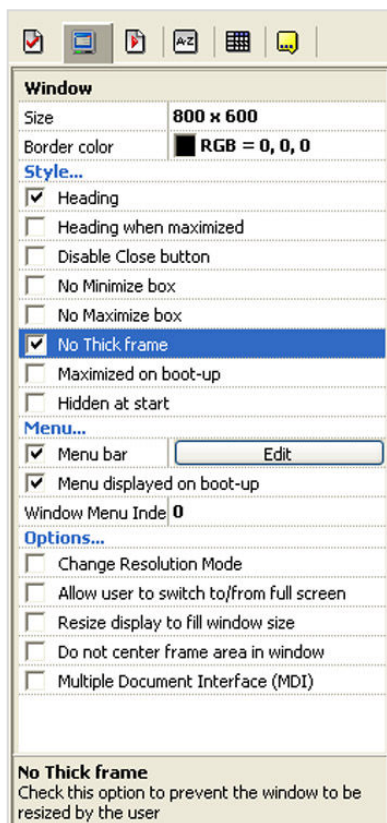 A-Z
Window
Size 800 x 600
Border color RGB = 0, 0, 0
Style...
Heading
Heading when maximized
Disable Close button
No Minimize box
No Maximize box
No Thick frame
Maximized on boot-up
Hidden at start
Menu...
Menu bar Edit
Menu displayed on boot-up
Window Menu Inde 0
Options...
Change Resolution Mode
Allow user to switch to/from full screen
Resize display to fill window size
Do not center frame area in window
Multiple Document Interface (MDI)
No Thick frame
Check this option to prevent the window to be
resized by the user